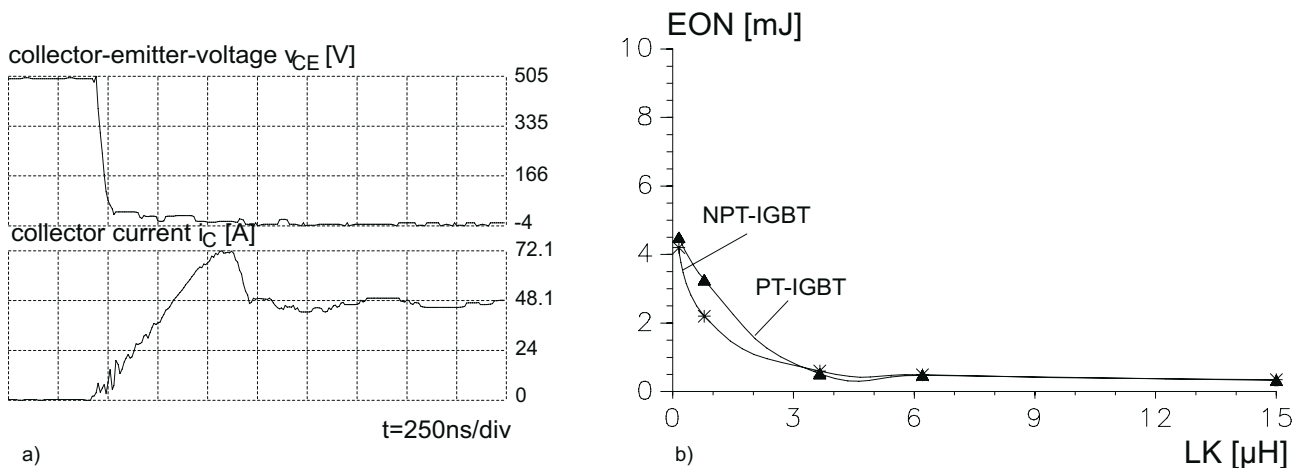 collector-emitter-voltage vCE [V]
505
335
166
-4
collector current iC [A]
72.1
48.1
24
0
t=250ns/div
a)
EON [mJ]
10
8
6
4
2
0
NPT-IGBT
PT-IGBT
0 3 6 9 12 15
LK [µH]
b)